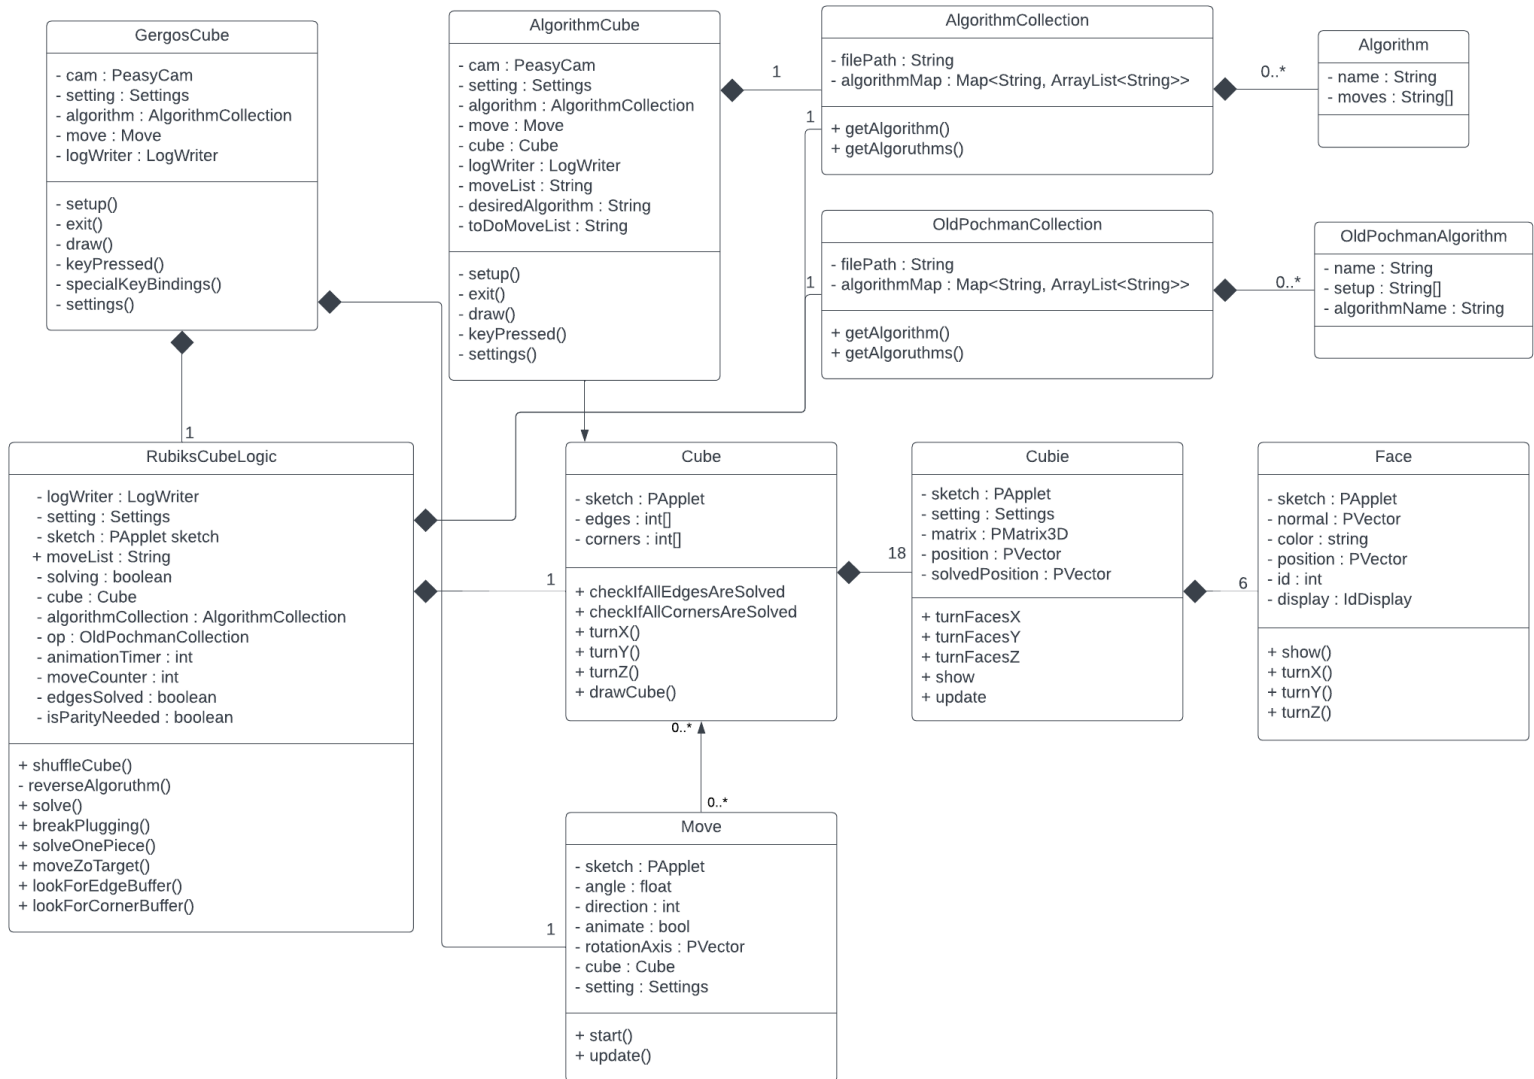 GergosCube
- cam : PeasyCam
- setting : Settings
- algorithm : AlgorithmCollection
- move : Move
- logWriter : LogWriter
- setup()
- exit()
- draw()
- keyPressed()
- specialKeyBindings()
- settings()
AlgorithmCube
- cam : PeasyCam
- setting : Settings
- algorithm : AlgorithmCollection
- move : Move
- cube : Cube
- logWriter : LogWriter
- moveList : String
- desiredAlgorithm : String
- toDoMoveList : String
- setup()
- exit()
- draw()
- keyPressed()
- settings()
1
AlgorithmCollection
- filePath : String
- algorithmMap : Map<String, ArrayList<String>>
+ getAlgorithm()
+ getAlgoruthms()
1
0..*
Algorithm
- name : String
- moves : String[]
OldPochmanCollection
- filePath : String
- algorithmMap : Map<String, ArrayList<String>>
+ getAlgorithm()
+ getAlgoruthms()
1
0..*
OldPochmanAlgorithm
- name : String
- setup : String[]
- algorithmName : String
1
RubiksCubeLogic
- logWriter : LogWriter
- setting : Settings
- sketch : PApplet sketch
+ moveList : String
- solving : boolean
- cube : Cube
- algorithmCollection : AlgorithmCollection
- op : OldPochmanCollection
- animationTimer : int
- moveCounter : int
- edgesSolved : boolean
- isParityNeeded : boolean
+ shuffleCube()
- reverseAlgoruthm()
+ solve()
+ breakPlugging()
+ solveOnePiece()
+ moveZoTarget()
+ lookForEdgeBuffer()
+ lookForCornerBuffer()
1
Cube
- sketch : PApplet
- edges : int[]
- corners : int[]
+ checkIfAllEdgesAreSolved
+ checkIfAllCornersAreSolved
+ turnX()
+ turnY()
+ turnZ()
+ drawCube()
18
Cubie
- sketch : PApplet
- setting : Settings
- matrix : PMatrix3D
- position : PVector
- solvedPosition : PVector
+ turnFacesX
+ turnFacesY
+ turnFacesZ
+ show
+ update
6
Face
- sketch : PApplet
- normal : PVector
- color : string
- position : PVector
- id : int
- display : IdDisplay
+ show()
+ turnX()
+ turnY()
+ turnZ()
0..*
0..*
1
Move
- sketch : PApplet
- angle : float
- direction : int
- animate : bool
- rotationAxis : PVector
- cube : Cube
- setting : Settings
+ start()
+ update()